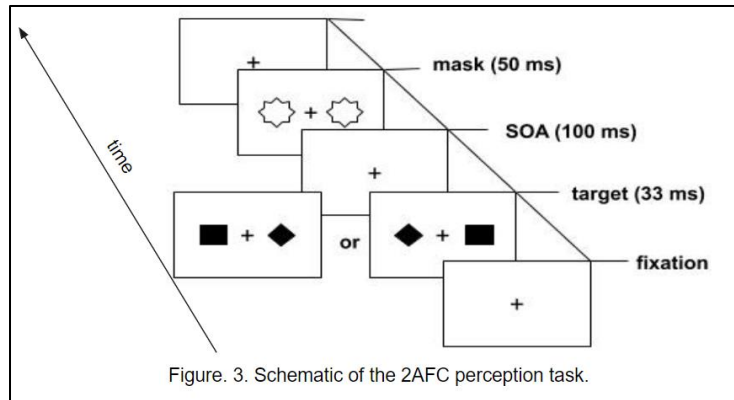 mask (50 ms)
SOA (100 ms)
time
target (33 ms)
or
fixation
Figure. 3. Schematic of the 2AFC perception task.